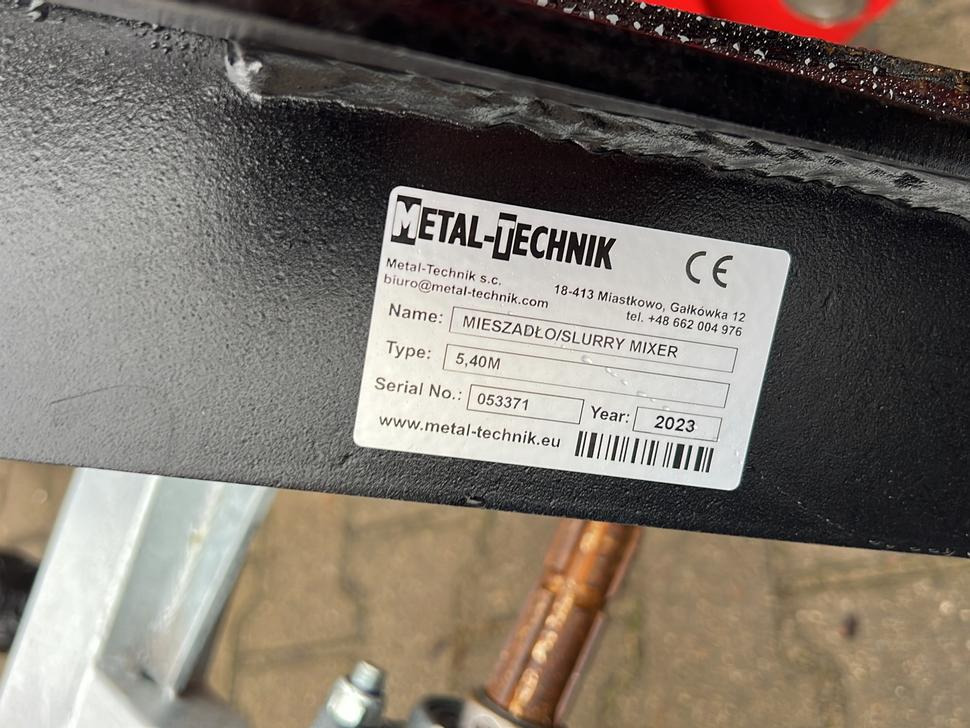 METAL-TECHNIK
CE
Metal-Technik s.c.
biuro@metal-technik.com
18-413 Miastkowo, Gałkówka 12
tel. +48 662 004 976
Name: MIESZADŁO/SLURRY MIXER
Type: 5,40M
Serial No.: 053371 Year: 2023
www.metal-technik.eu